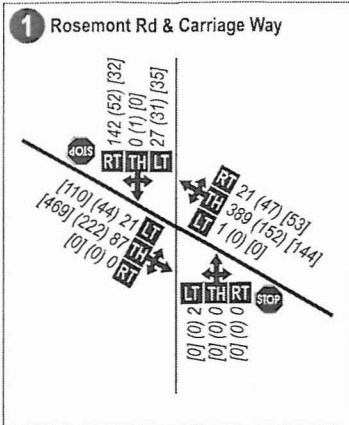 1 Rosemont Rd & Carriage Way
142 (52) [32]
0 (1) [0]
27 (31) [35]
STOP
RT TH LT
RT 21 (47) [53]
TH 389 (152) [144]
LT 1 (0) [0]
[110] (44) 21 LT
[469] (222) 87 TH
[0] (0) 0 RT
LT TH RT
STOP
[0] (0) 2
[0] (0) 0
[0] (0) 0